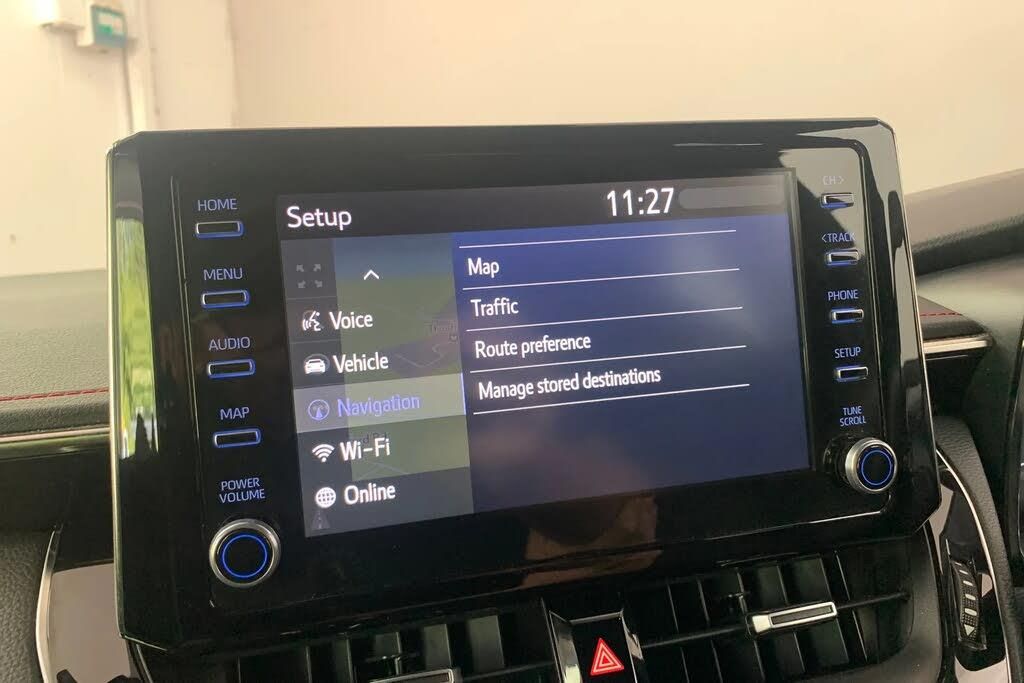 HOME
MENU
AUDIO
MAP
POWER
VOLUME
Setup
11:27
Voice
Vehicle
Navigation
Wi-Fi
Online
Map
Traffic
Route preference
Manage stored destinations
CH>
<TRACK
PHONE
SETUP
TUNE
SCROLL